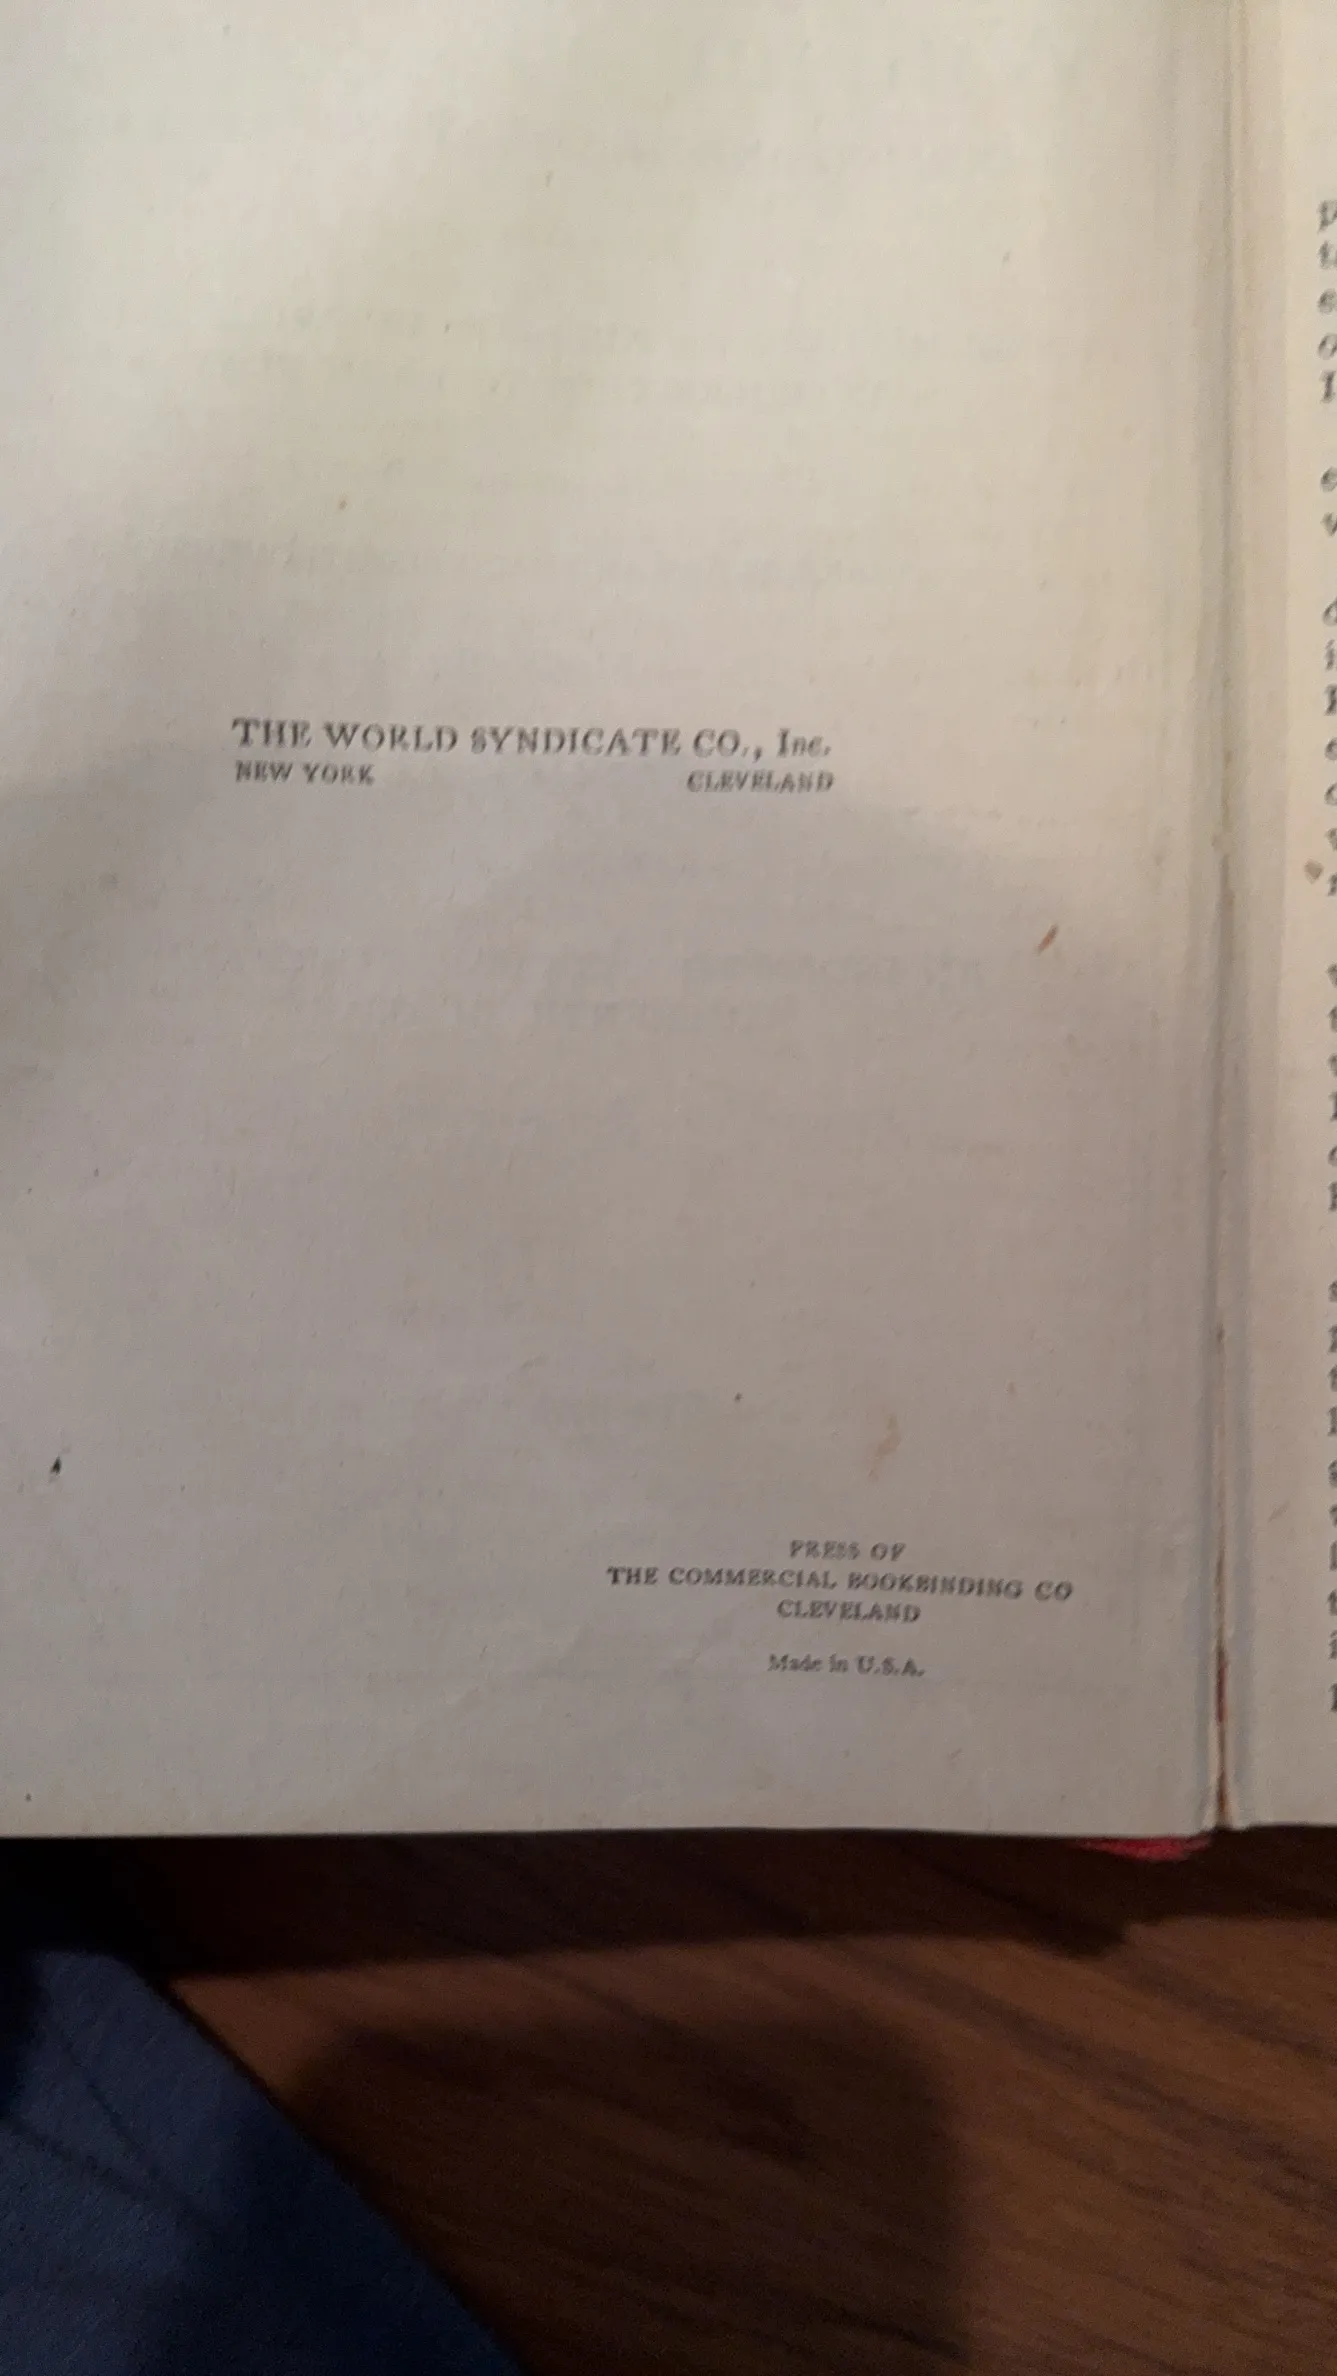 THE WORLD SYNDICATE CO., Inc.
NEW YORK CLEVELAND
PRESS OF
THE COMMERCIAL BOOKBINDING CO
CLEVELAND
Made in U.S.A.